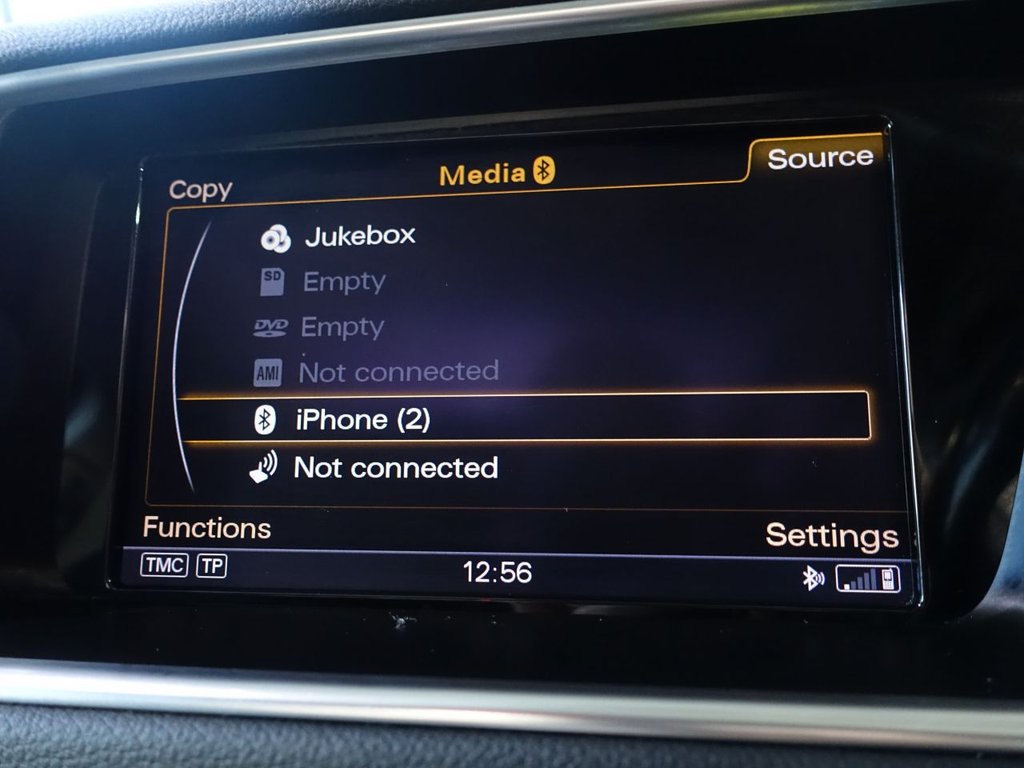 Copy
Media
Source
Jukebox
SD Empty
DVD Empty
AMI Not connected
iPhone (2)
Not connected
Functions
Settings
TMC TP 12:56